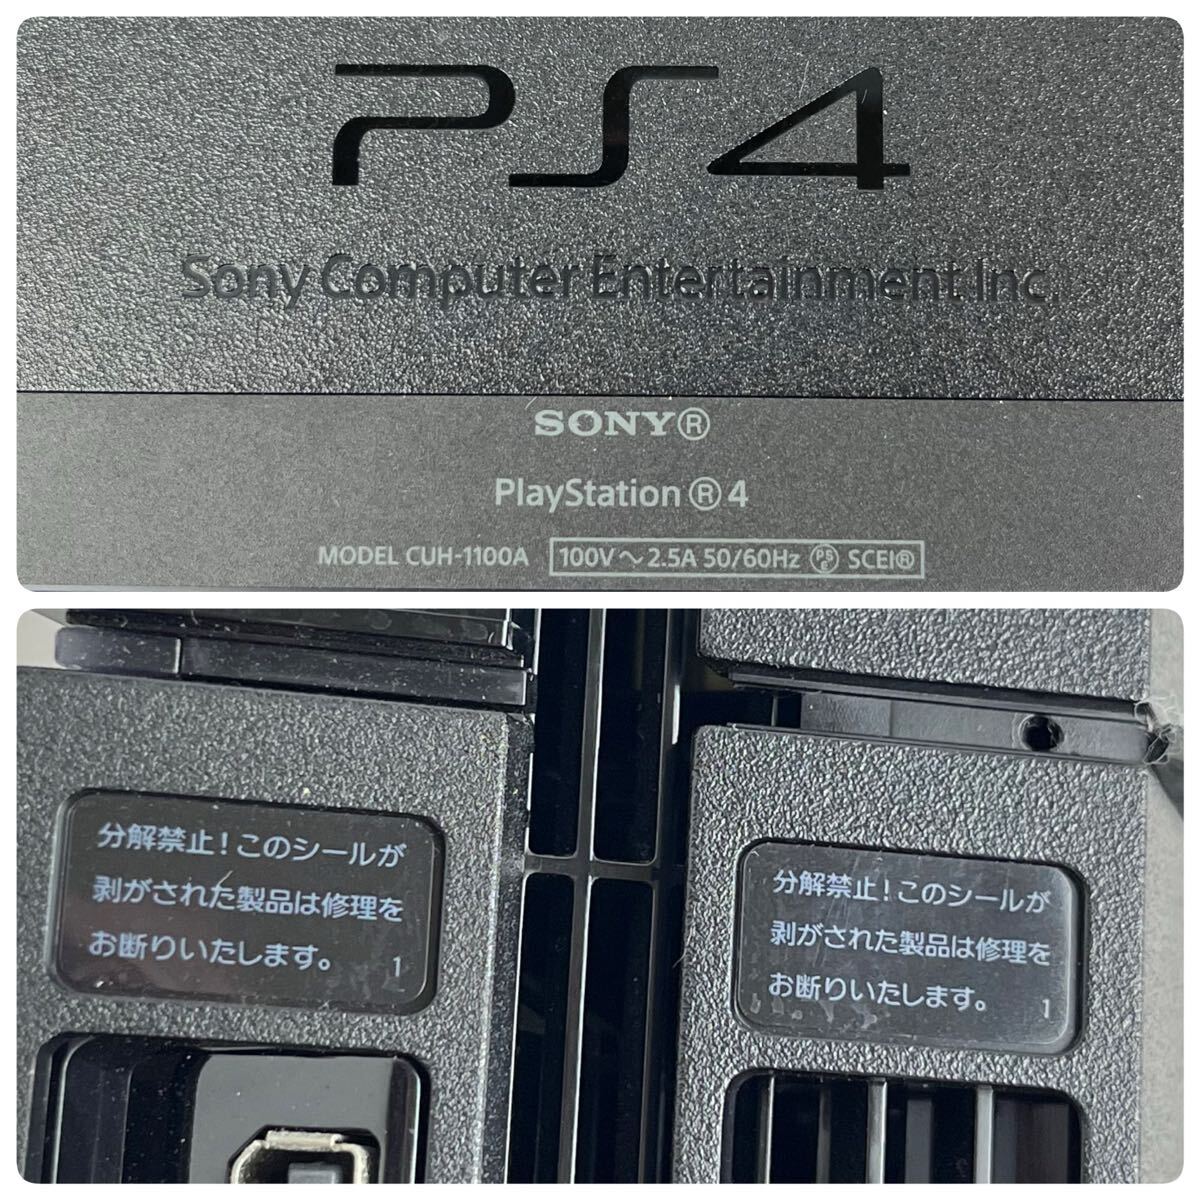 PS4
Sony Computer Entertainment Inc.
SONY®
PlayStation®4
MODEL CUH-1100A 100V～2.5A 50/60Hz PSE SCEI®
分解禁止！このシールが
剥がされた製品は修理を
お断りいたします。 1
分解禁止！このシールが
剥がされた製品は修理を
お断りいたします。 1